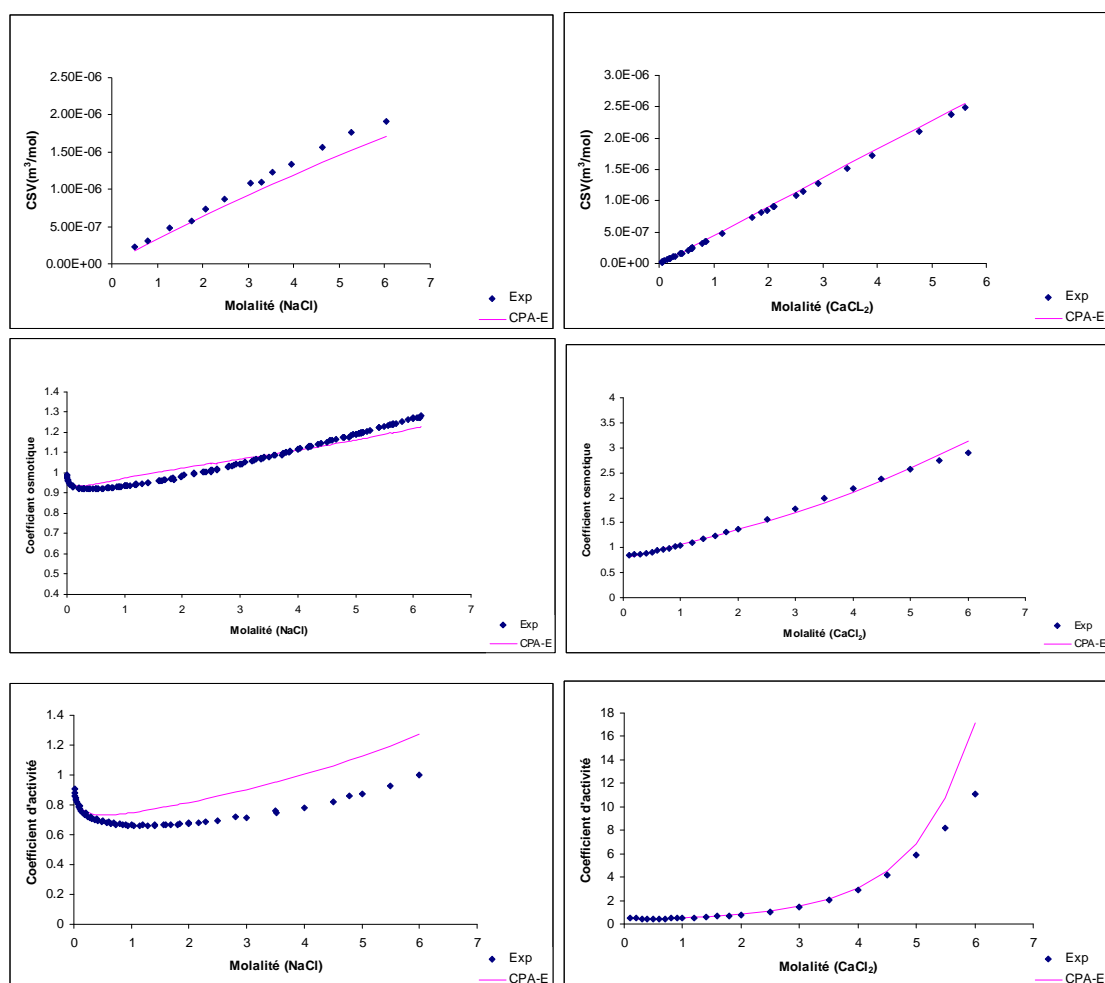 2.50E-06
2.00E-06
1.50E-06
1.00E-06
5.00E-07
0.00E+00
CSV(m³/mol)
0 1 2 3 4 5 6 7
Molalité (NaCl)
Exp
CPA-E
3.0E-06
2.5E-06
2.0E-06
1.5E-06
1.0E-06
5.0E-07
0.0E+00
CSV(m³/mol)
0 1 2 3 4 5 6
Molalité (CaCL₂)
Exp
CPA-E
1.4
1.3
1.2
1.1
1
0.9
0.8
0.7
0.6
0.5
0.4
Coefficient osmotique
0 1 2 3 4 5 6 7
Molalité (NaCl)
Exp
CPA-E
4
3.5
3
2.5
2
1.5
1
0.5
0
Coefficient osmotique
0 1 2 3 4 5 6 7
Molalité (CaCl₂)
Exp
CPA-E
1.4
1.2
1
0.8
0.6
0.4
0.2
0
Coefficient d'activité
0 1 2 3 4 5 6 7
Molalité (NaCl)
Exp
CPA-E
18
16
14
12
10
8
6
4
2
0
Coefficient d'activité
0 1 2 3 4 5 6 7
Molalité (CaCl₂)
Exp
CPA-E